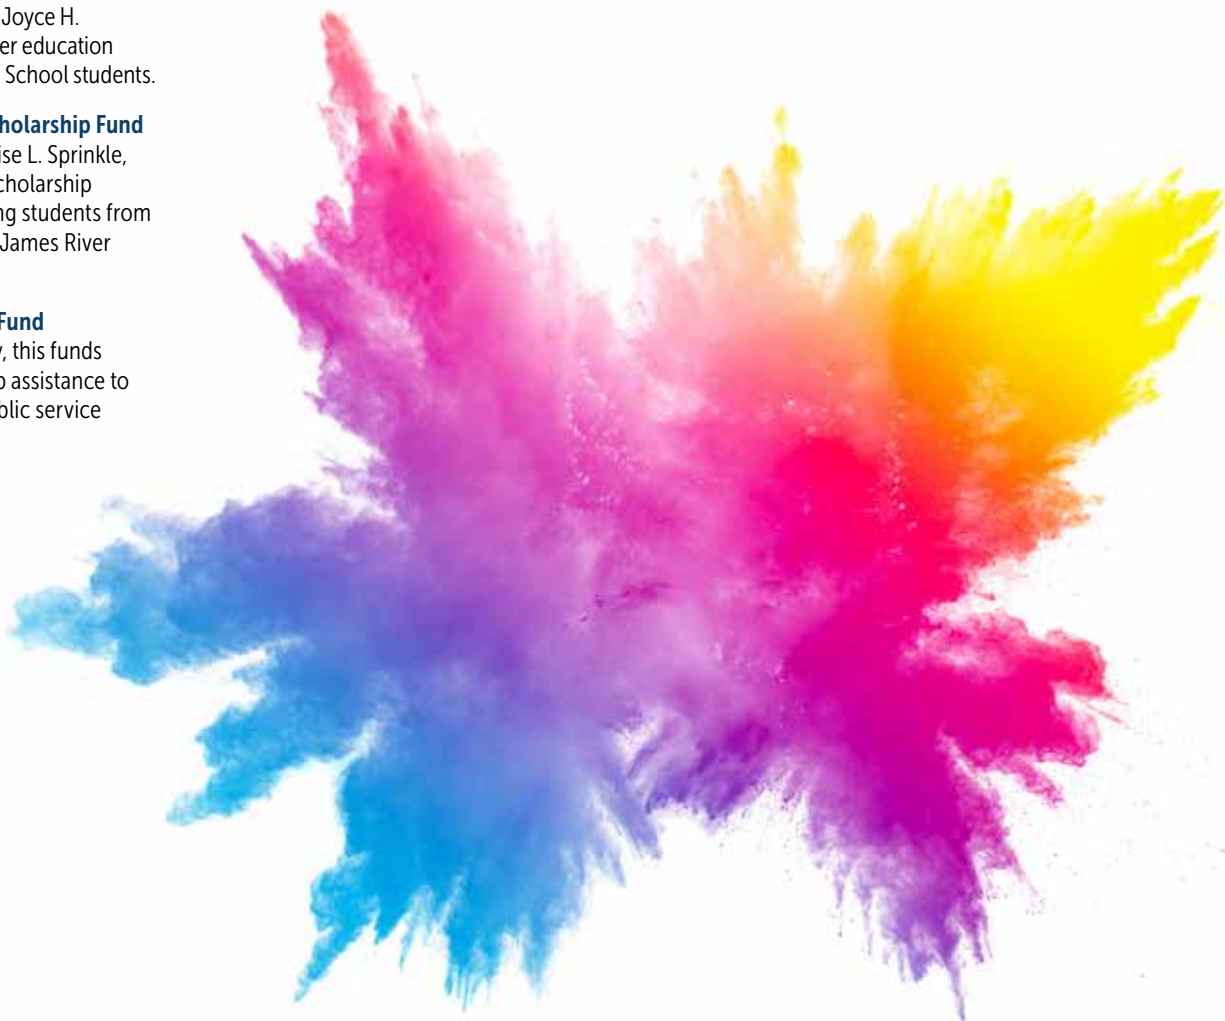 Joyce H.
er education
School students.
holarship Fund
ise L. Sprinkle,
cholarship
ng students from
James River
Fund
y, this funds
p assistance to
blic service